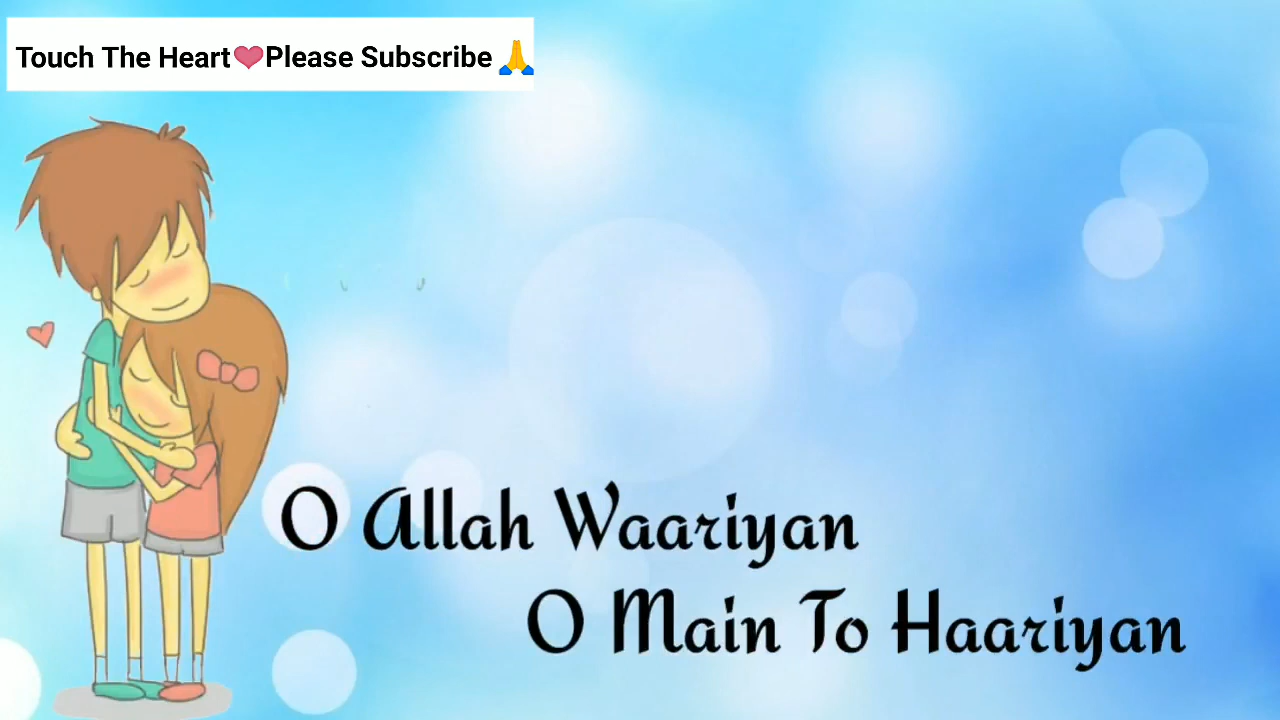 Touch The Heart❤Please Subscribe🙏
O Allah Waariyan
O Main To Haariyan